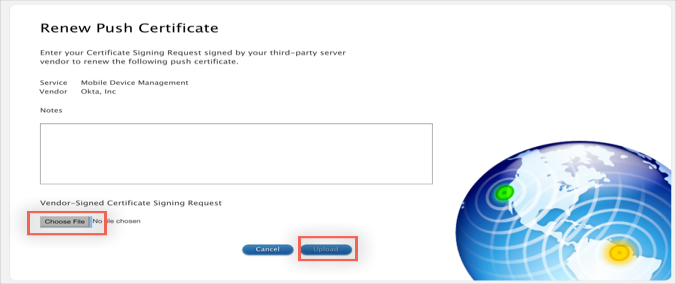 Renew Push Certificate
Enter your Certificate Signing Request signed by your third-party server
vendor to renew the following push certificate.
Service Mobile Device Management
Vendor Okta, Inc
Notes
Vendor-Signed Certificate Signing Request
Choose File No file chosen
Cancel Upload